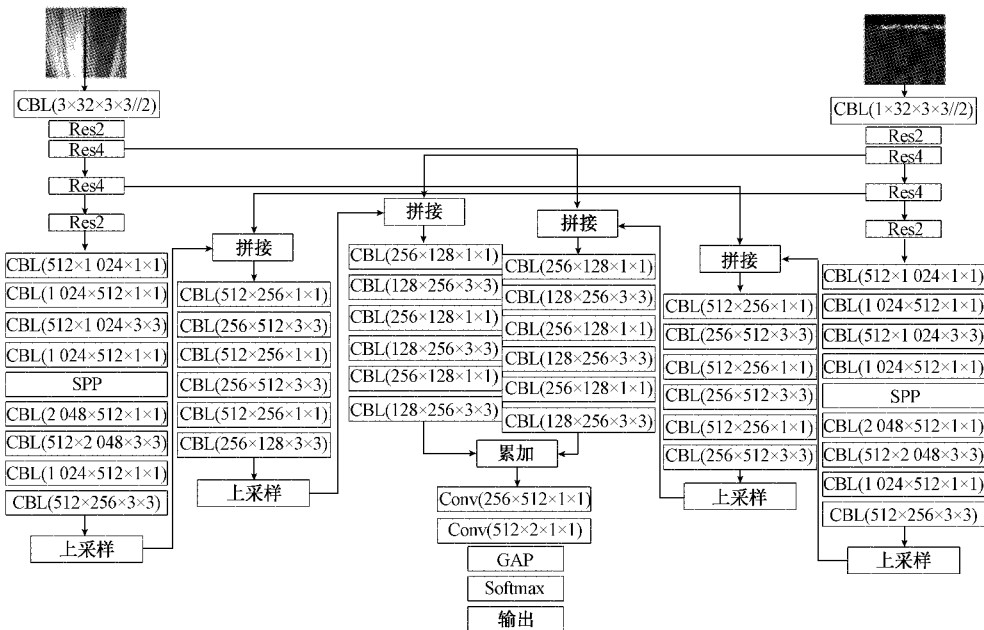 CBL(3×32×3×3//2)
Res2
Res4
Res4
Res2
CBL(512×1 024×1×1)
CBL(1 024×512×1×1)
CBL(512×1 024×3×3)
CBL(1 024×512×1×1)
SPP
CBL(2 048×512×1×1)
CBL(512×2 048×3×3)
CBL(1 024×512×1×1)
CBL(512×256×3×3)
上采样
拼接
CBL(512×256×1×1)
CBL(256×512×3×3)
CBL(512×256×1×1)
CBL(256×512×3×3)
CBL(512×256×1×1)
CBL(256×128×3×3)
上采样
拼接
CBL(256×128×1×1)
CBL(128×256×3×3)
CBL(256×128×1×1)
CBL(128×256×3×3)
CBL(256×128×1×1)
CBL(128×256×3×3)
拼接
CBL(256×128×1×1)
CBL(128×256×3×3)
CBL(256×128×1×1)
CBL(128×256×3×3)
CBL(256×128×1×1)
CBL(128×256×3×3)
累加
Conv(256×512×1×1)
Conv(512×2×1×1)
GAP
Softmax
输出
拼接
CBL(512×256×1×1)
CBL(256×512×3×3)
CBL(512×256×1×1)
CBL(256×512×3×3)
CBL(512×256×1×1)
CBL(256×512×3×3)
上采样
CBL(1×32×3×3//2)
Res2
Res4
Res4
Res2
CBL(512×1 024×1×1)
CBL(1 024×512×1×1)
CBL(512×1 024×3×3)
CBL(1 024×512×1×1)
SPP
CBL(2 048×512×1×1)
CBL(512×2 048×3×3)
CBL(1 024×512×1×1)
CBL(512×256×3×3)
上采样